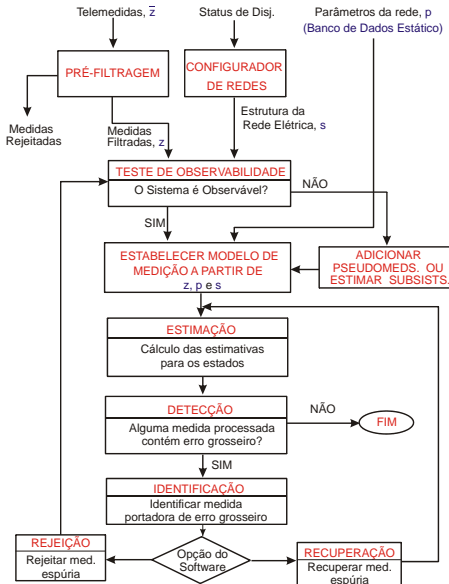 Telemedidas, z̅
Status de Disj.
Parâmetros da rede, p
(Banco de Dados Estático)
PRÉ-FILTRAGEM
CONFIGURADOR
DE REDES
Medidas
Rejeitadas
Medidas
Filtradas, z
Estrutura da
Rede Elétrica, s
TESTE DE OBSERVABILIDADE
O Sistema é Observável?
NÃO
SIM
ESTABELECER MODELO DE
MEDIÇÃO A PARTIR DE
z, p e s
ADICIONAR
PSEUDOMEDS. OU
ESTIMAR SUBSISTS.
ESTIMAÇÃO
Cálculo das estimativas
para os estados
DETECÇÃO
Alguma medida processada
contém erro grosseiro?
NÃO
FIM
SIM
IDENTIFICAÇÃO
Identificar medida
portadora de erro grosseiro
REJEIÇÃO
Rejeitar med.
espúria
Opção do
Software
RECUPERAÇÃO
Recuperar med.
espúria